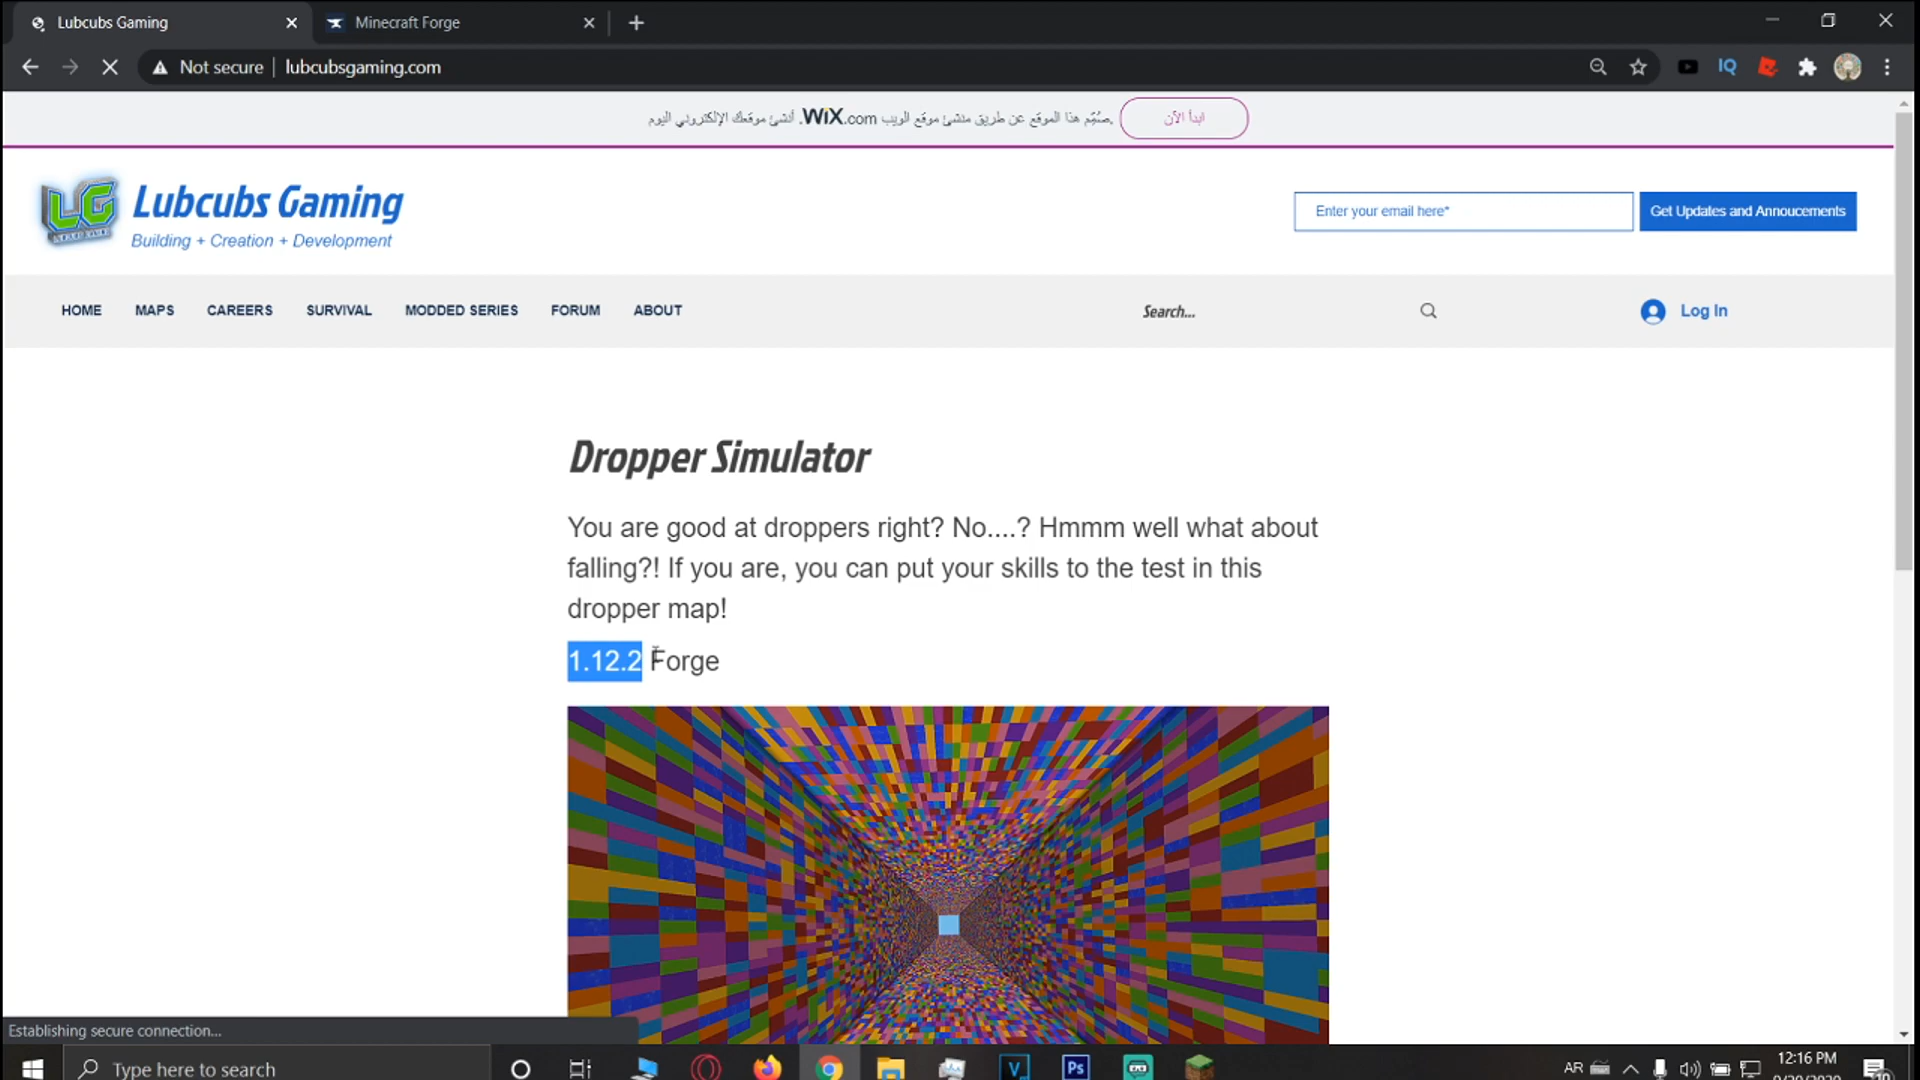 Lubcubs Gaming
Minecraft Forge
Not secure
lubcubsgaming.com
IQ
صُمِّم هذا الموقع عن طريق منشئ موقع الويب WiX.com. أنشئ موقعك الإلكتروني اليوم.
ابدأ الآن
LG
Lubcubs Gaming
Building + Creation + Development
Enter your email here*
Get Updates and Annoucements
HOME MAPS CAREERS SURVIVAL MODDED SERIES FORUM ABOUT
Search...
Log In
Dropper Simulator
You are good at droppers right? No....? Hmmm well what about
falling?! If you are, you can put your skills to the test in this
dropper map!
1.12.2 Forge
Establishing secure connection...
Type here to search
V
Ps
AR
12:16 PM